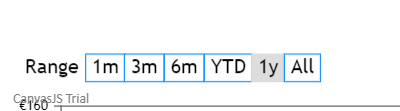 Range 1m 3m 6m YTD 1y All
CanvasJS Trial
€160